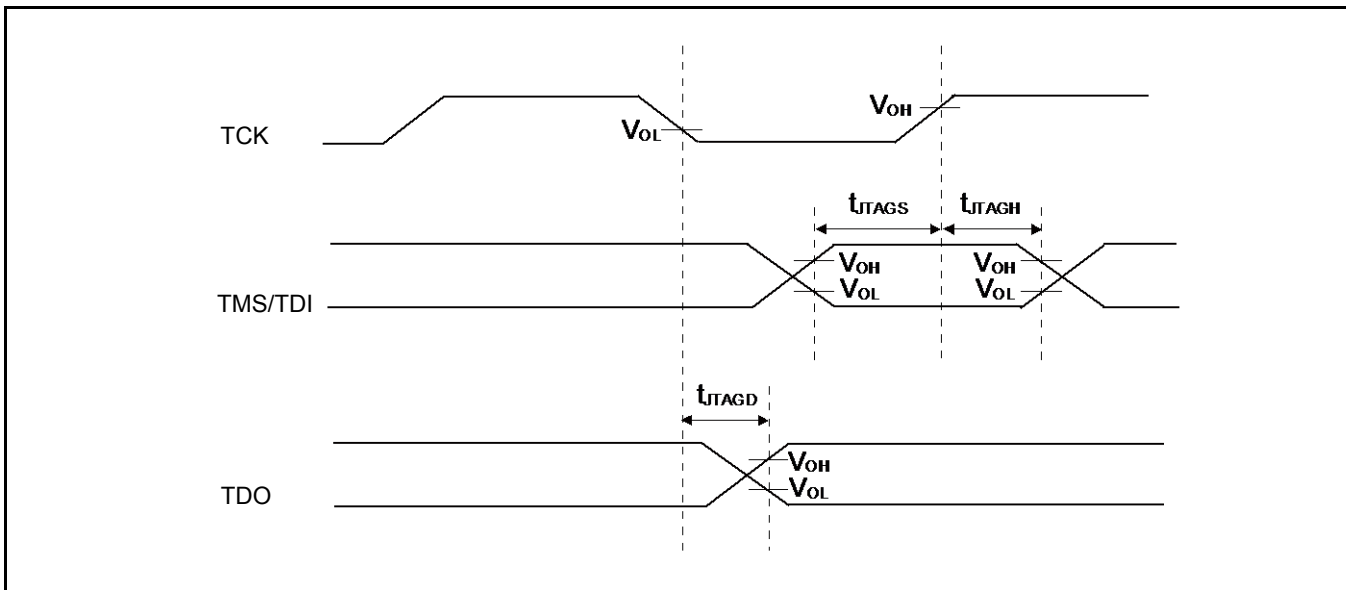 TCK
VOL
VOH
tJTAGS
tJTAGH
TMS/TDI
VOH
VOL
VOH
VOL
tJTAGD
TDO
VOH
VOL